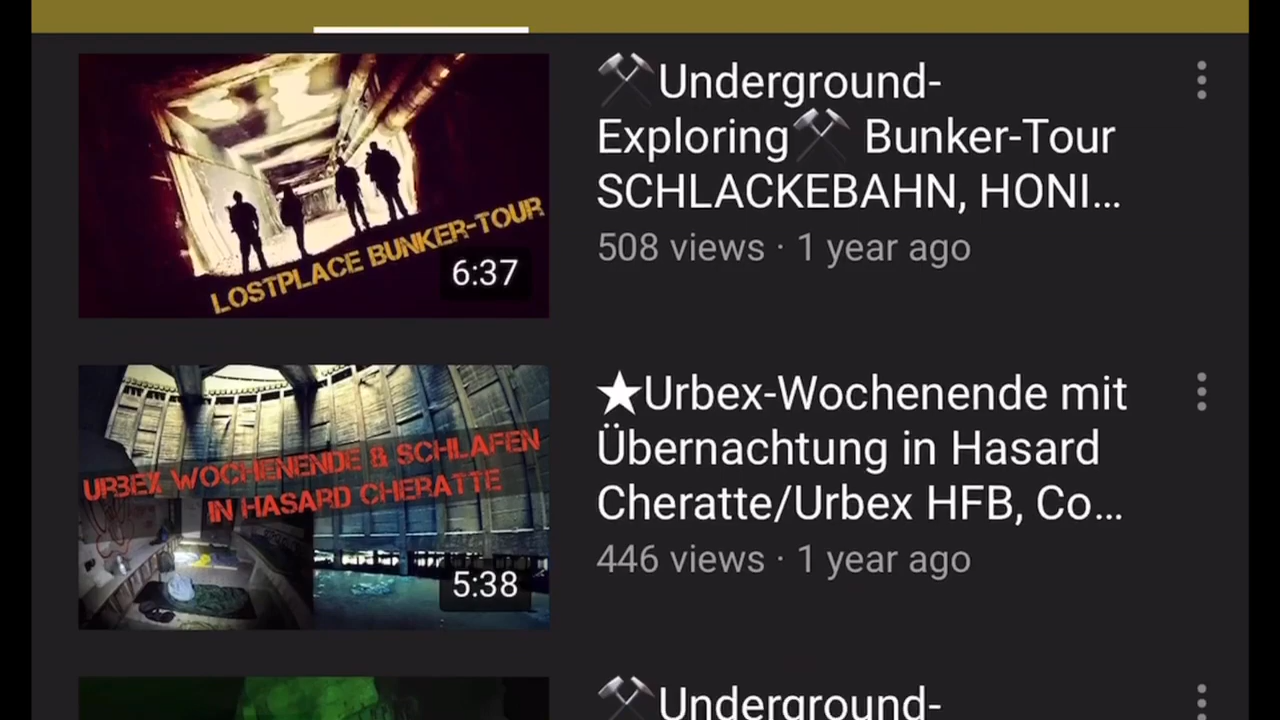 LOSTPLACE BUNKER-TOUR
6:37
⚒Underground-
Exploring⚒ Bunker-Tour
SCHLACKEBAHN, HONI...
508 views · 1 year ago
URBEX WOCHENENDE & SCHLAFEN
IN HASARD CHERATTE
5:38
★Urbex-Wochenende mit
Übernachtung in Hasard
Cheratte/Urbex HFB, Co...
446 views · 1 year ago
⚒Underground-